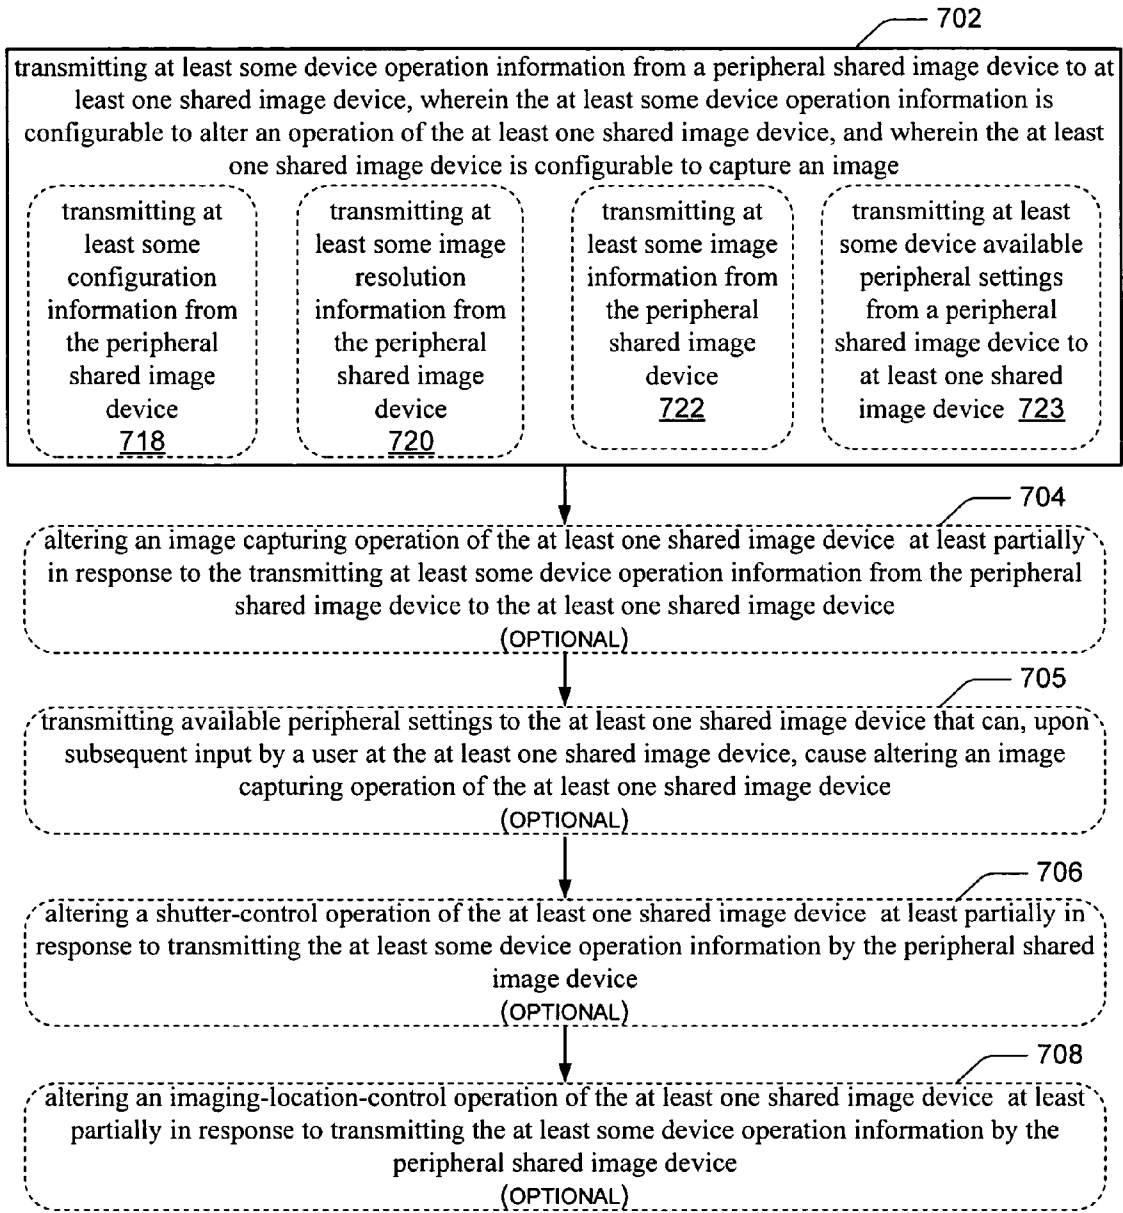 702
transmitting at least some device operation information from a peripheral shared image device to at
least one shared image device, wherein the at least some device operation information is
configurable to alter an operation of the at least one shared image device, and wherein the at least
one shared image device is configurable to capture an image
transmitting at
least some
configuration
information from
the peripheral
shared image
device
718
transmitting at
least some image
resolution
information from
the peripheral
shared image
device
720
transmitting at
least some image
information from
the peripheral
shared image
device
722
transmitting at least
some device available
peripheral settings
from a peripheral
shared image device to
at least one shared
image device 723
704
altering an image capturing operation of the at least one shared image device at least partially
in response to the transmitting at least some device operation information from the peripheral
shared image device to the at least one shared image device
(OPTIONAL)
705
transmitting available peripheral settings to the at least one shared image device that can, upon
subsequent input by a user at the at least one shared image device, cause altering an image
capturing operation of the at least one shared image device
(OPTIONAL)
706
altering a shutter-control operation of the at least one shared image device at least partially in
response to transmitting the at least some device operation information by the peripheral shared
image device
(OPTIONAL)
708
altering an imaging-location-control operation of the at least one shared image device at least
partially in response to transmitting the at least some device operation information by the
peripheral shared image device
(OPTIONAL)